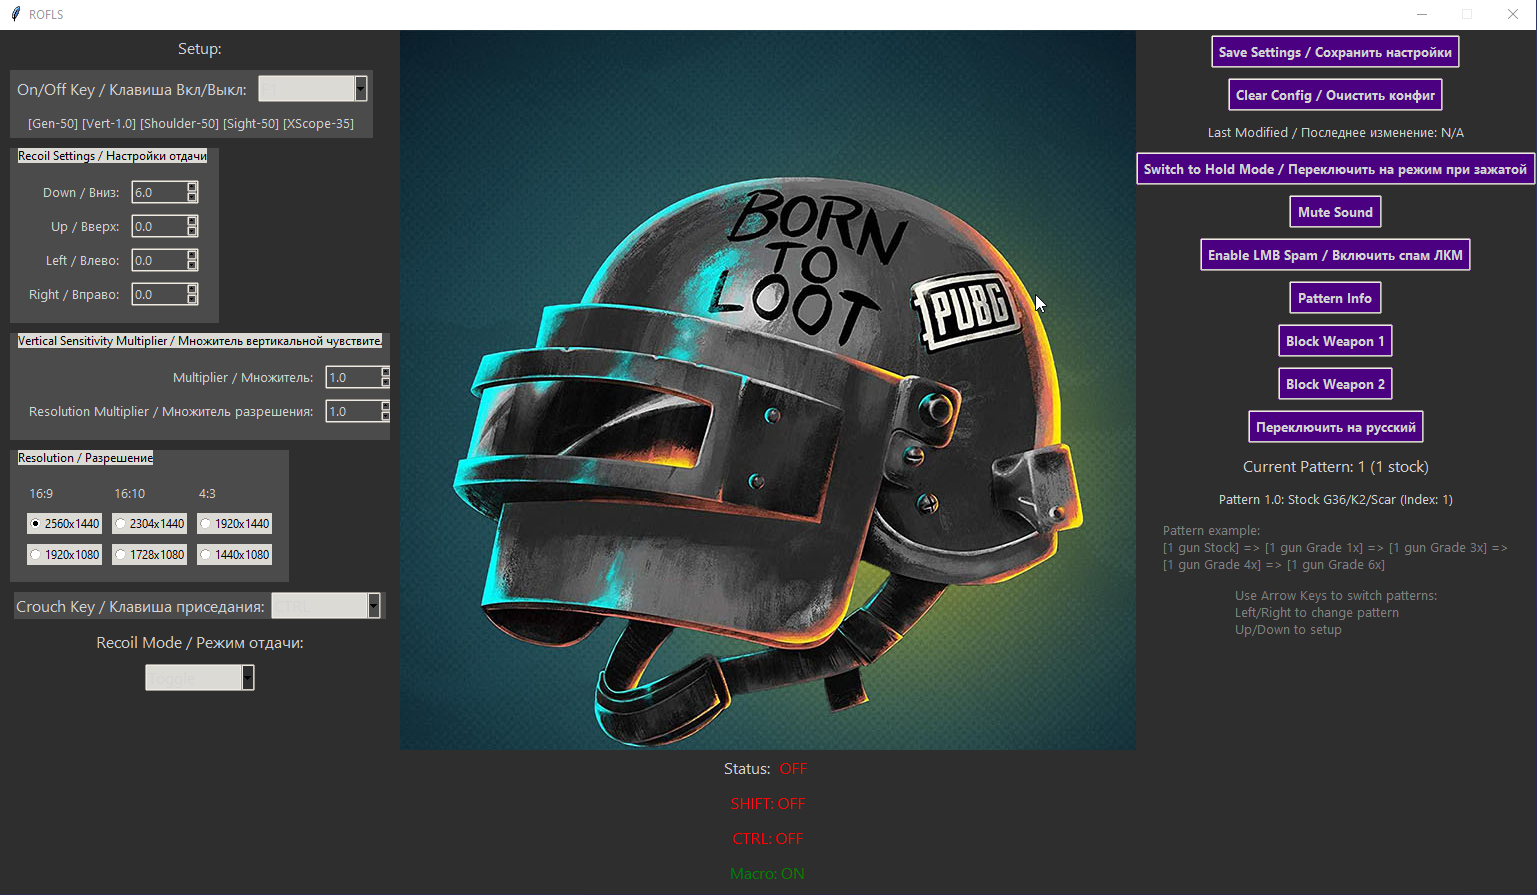 ROFLS
Setup:
On/Off Key / Клавиша Вкл/Выкл:
[Gen-50] [Vert-1.0] [Shoulder-50] [Sight-50] [XScope-35]
Recoil Settings / Настройки отдачи
Down / Вниз: 6.0
Up / Вверх: 0.0
Left / Влево: 0.0
Right / Вправо: 0.0
Vertical Sensitivity Multiplier / Множитель вертикальной чувствите
Multiplier / Множитель: 1.0
Resolution Multiplier / Множитель разрешения: 1.0
Resolution / Разрешение
16:9 16:10 4:3
2560x1440 2304x1440 1920x1440
1920x1080 1728x1080 1440x1080
Crouch Key / Клавиша приседания: CTRL
Recoil Mode / Режим отдачи:
Toggle
BORN
TO
LOOT
PUBG
Status: OFF
SHIFT: OFF
CTRL: OFF
Macro: ON
Save Settings / Сохранить настройки
Clear Config / Очистить конфиг
Last Modified / Последнее изменение: N/A
Switch to Hold Mode / Переключить на режим при зажатой
Mute Sound
Enable LMB Spam / Включить спам ЛКМ
Pattern Info
Block Weapon 1
Block Weapon 2
Переключить на русский
Current Pattern: 1 (1 stock)
Pattern 1.0: Stock G36/K2/Scar (Index: 1)
Pattern example:
[1 gun Stock] => [1 gun Grade 1x] => [1 gun Grade 3x] =>
[1 gun Grade 4x] => [1 gun Grade 6x]
Use Arrow Keys to switch patterns:
Left/Right to change pattern
Up/Down to setup